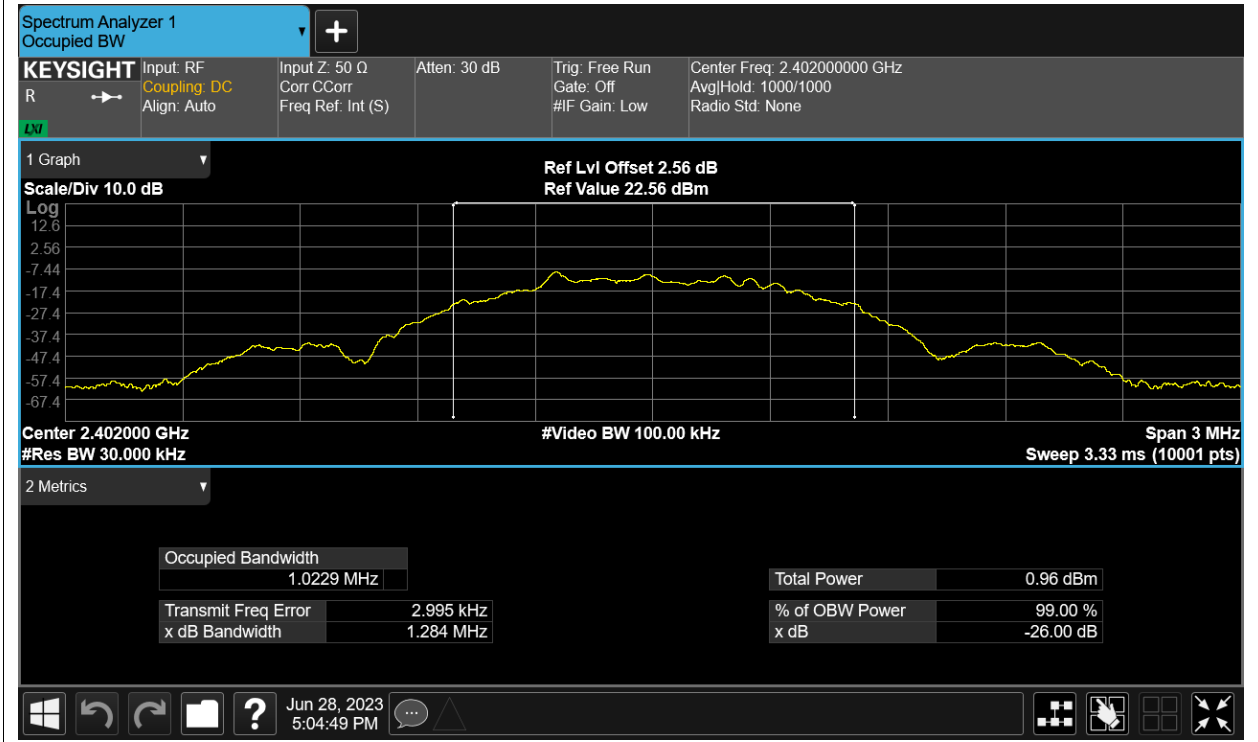 Spectrum Analyzer 1
Occupied BW
KEYSIGHT
R
LXI
Input: RF
Coupling: DC
Align: Auto
Input Z: 50 Ω
Corr CCorr
Freq Ref: Int (S)
Atten: 30 dB
Trig: Free Run
Gate: Off
#IF Gain: Low
Center Freq: 2.402000000 GHz
Avg|Hold: 1000/1000
Radio Std: None
1 Graph
Scale/Div 10.0 dB
Ref Lvl Offset 2.56 dB
Ref Value 22.56 dBm
Log
12.6
2.56
-7.44
-17.4
-27.4
-37.4
-47.4
-57.4
-67.4
Center 2.402000 GHz
#Video BW 100.00 kHz
Span 3 MHz
#Res BW 30.000 kHz
Sweep 3.33 ms (10001 pts)
2 Metrics
Occupied Bandwidth
1.0229 MHz
Total Power 0.96 dBm
Transmit Freq Error 2.995 kHz
% of OBW Power 99.00 %
x dB Bandwidth 1.284 MHz
x dB -26.00 dB
?
Jun 28, 2023
5:04:49 PM